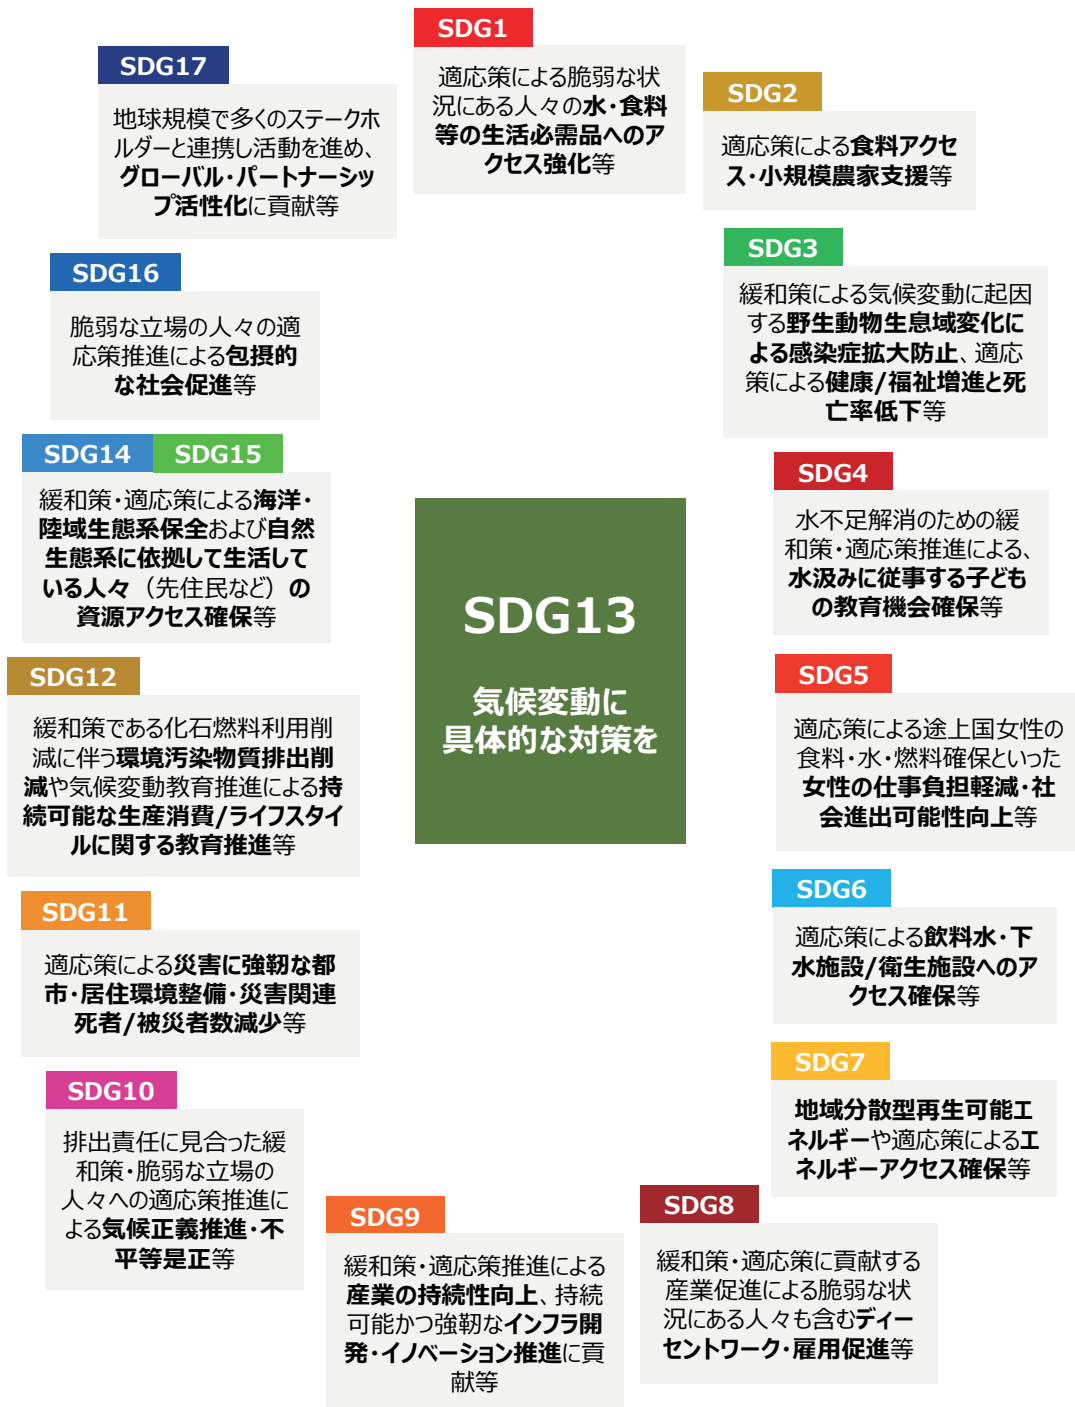 SDG1
適応策による脆弱な状
況にある人々の水・食料
等の生活必需品へのア
クセス強化等
SDG2
適応策による食料アクセ
ス・小規模農家支援等
SDG3
緩和策による気候変動に起因
する野生動物生息域変化に
よる感染症拡大防止、適応
策による健康/福祉増進と死
亡率低下等
SDG4
水不足解消のための緩
和策・適応策推進による、
水汲みに従事する子ども
の教育機会確保等
SDG5
適応策による途上国女性の
食料・水・燃料確保といった
女性の仕事負担軽減・社
会進出可能性向上等
SDG6
適応策による飲料水・下
水施設/衛生施設へのア
クセス確保等
SDG7
地域分散型再生可能エ
ネルギーや適応策によるエ
ネルギーアクセス確保等
SDG8
緩和策・適応策に貢献する
産業促進による脆弱な状
況にある人々も含むディー
セントワーク・雇用促進等
SDG9
緩和策・適応策推進による
産業の持続性向上、持続
可能かつ強靭なインフラ開
発・イノベーション推進に貢
献等
SDG10
排出責任に見合った緩
和策・脆弱な立場の
人々への適応策推進に
よる気候正義推進・不
平等是正等
SDG11
適応策による災害に強靭な都
市・居住環境整備・災害関連
死者/被災者数減少等
SDG12
緩和策である化石燃料利用削
減に伴う環境汚染物質排出削
減や気候変動教育推進による持
続可能な生産消費/ライフスタイ
ルに関する教育推進等
SDG14 SDG15
緩和策・適応策による海洋・
陸域生態系保全および自然
生態系に依拠して生活して
いる人々（先住民など）の
資源アクセス確保等
SDG16
脆弱な立場の人々の適
応策推進による包摂的
な社会促進等
SDG17
地球規模で多くのステークホ
ルダーと連携し活動を進め、
グローバル・パートナーシッ
プ活性化に貢献等
SDG13
気候変動に
具体的な対策を